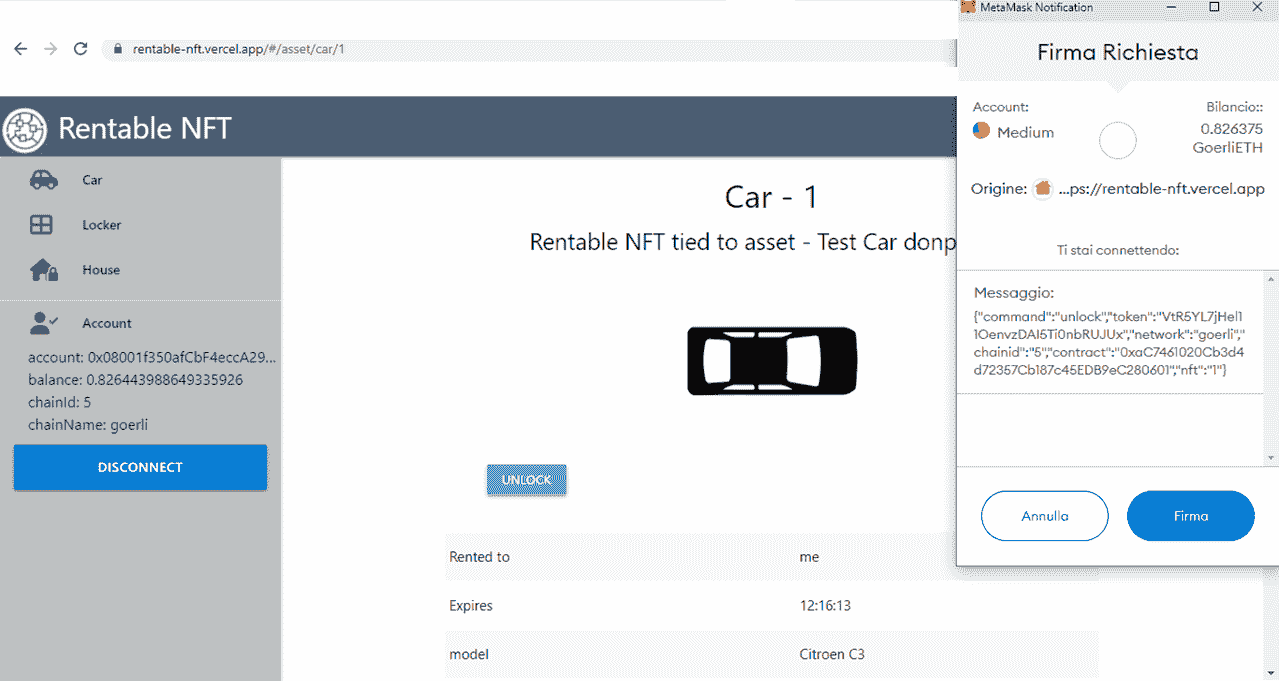 MetaMask Notification
rentable-nft.vercel.app/#/asset/car/1
Rentable NFT
Car
Locker
House
Account
account: 0x08001f350afCbF4eccA29...
balance: 0.826443988649335926
chainId: 5
chainName: goerli
DISCONNECT
Car - 1
Rentable NFT tied to asset - Test Car donp
UNLOCK
Rented to me
Expires 12:16:13
model Citroen C3
Firma Richiesta
Account: Bilancio::
Medium 0.826375
GoerliETH
Origine: ...ps://rentable-nft.vercel.app
Ti stai connettendo:
Messaggio:
{"command":"unlock","token":"VtR5YL7jHel1
1OenvzDAI5Ti0nbRUJUx","network":"goerli","
chainid":"5","contract":"0xaC7461020Cb3d4
d72357Cb187c45EDB9eC280601","nft":"1"}
Annulla Firma